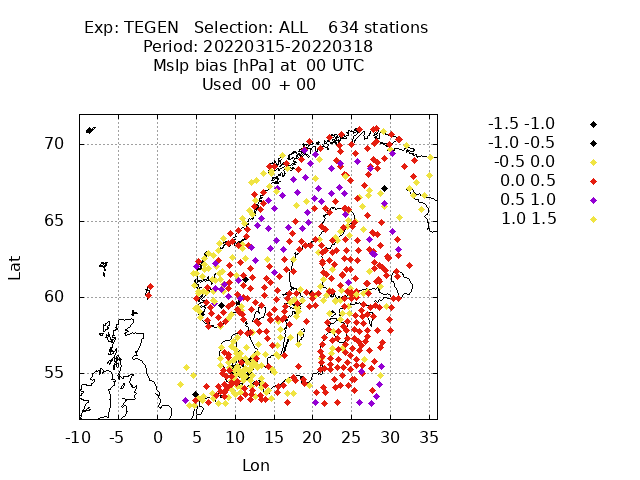 Exp: TEGEN   Selection: ALL    634 stations
Period: 20220315-20220318
Mslp bias [hPa] at  00 UTC
Used  00 + 00
-1.5 -1.0
-1.0 -0.5
-0.5 0.0
0.0 0.5
0.5 1.0
1.0 1.5
70
65
60
55
Lat
-10 -5 0 5 10 15 20 25 30 35
Lon